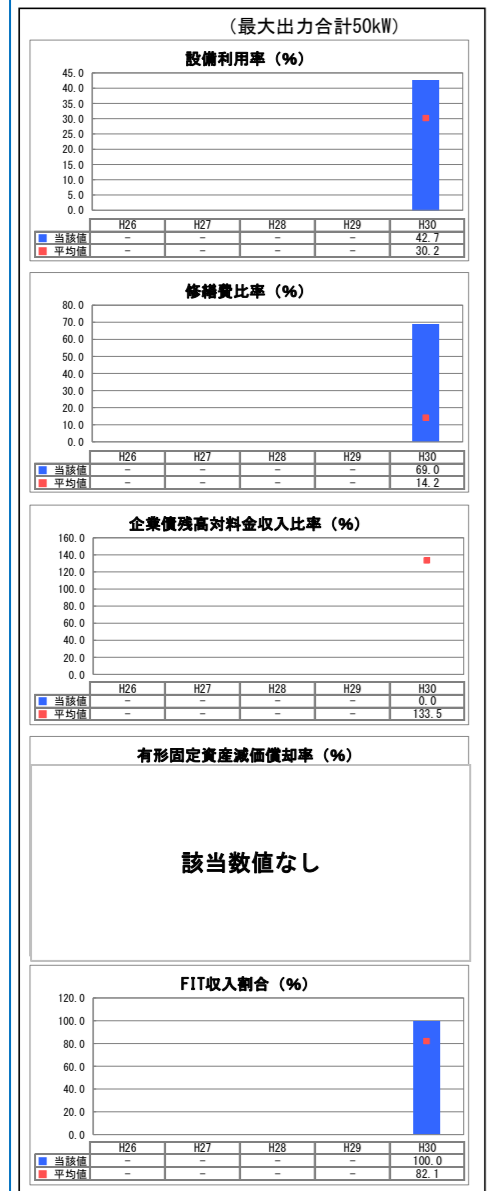 （最大出力合計50kW）
設備利用率（%）
45.0
40.0
35.0
30.0
25.0
20.0
15.0
10.0
5.0
0.0
H26 H27 H28 H29 H30
当該値 － － － － 42.7
平均値 － － － － 30.2
修繕費比率（%）
80.0
70.0
60.0
50.0
40.0
30.0
20.0
10.0
0.0
H26 H27 H28 H29 H30
当該値 － － － － 69.0
平均値 － － － － 14.2
企業債残高対料金収入比率（%）
160.0
140.0
120.0
100.0
80.0
60.0
40.0
20.0
0.0
H26 H27 H28 H29 H30
当該値 － － － － 0.0
平均値 － － － － 133.5
有形固定資産減価償却率（%）
該当数値なし
FIT収入割合（%）
120.0
100.0
80.0
60.0
40.0
20.0
0.0
H26 H27 H28 H29 H30
当該値 － － － － 100.0
平均値 － － － － 82.1